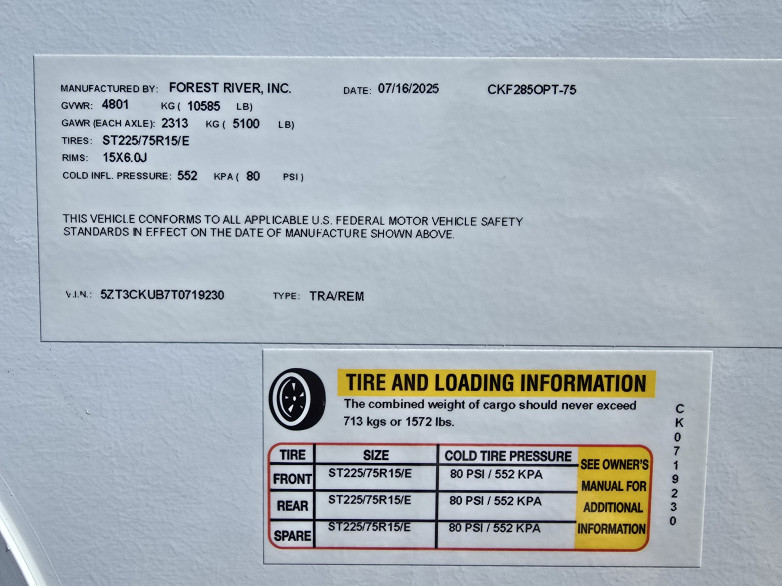 MANUFACTURED BY: FOREST RIVER, INC. DATE: 07/16/2025 CKF285OPT-75
GVWR: 4801 KG ( 10585 LB)
GAWR (EACH AXLE): 2313 KG ( 5100 LB)
TIRES: ST225/75R15/E
RIMS: 15X6.0J
COLD INFL. PRESSURE: 552 KPA ( 80 PSI )
THIS VEHICLE CONFORMS TO ALL APPLICABLE U.S. FEDERAL MOTOR VEHICLE SAFETY
STANDARDS IN EFFECT ON THE DATE OF MANUFACTURE SHOWN ABOVE.
V.I.N.: 5ZT3CKUB7T0719230 TYPE: TRA/REM
TIRE AND LOADING INFORMATION
The combined weight of cargo should never exceed
713 kgs or 1572 lbs.
TIRE SIZE COLD TIRE PRESSURE
FRONT ST225/75R15/E 80 PSI / 552 KPA
REAR ST225/75R15/E 80 PSI / 552 KPA
SPARE ST225/75R15/E 80 PSI / 552 KPA
SEE OWNER'S
MANUAL FOR
ADDITIONAL
INFORMATION
CK0719230